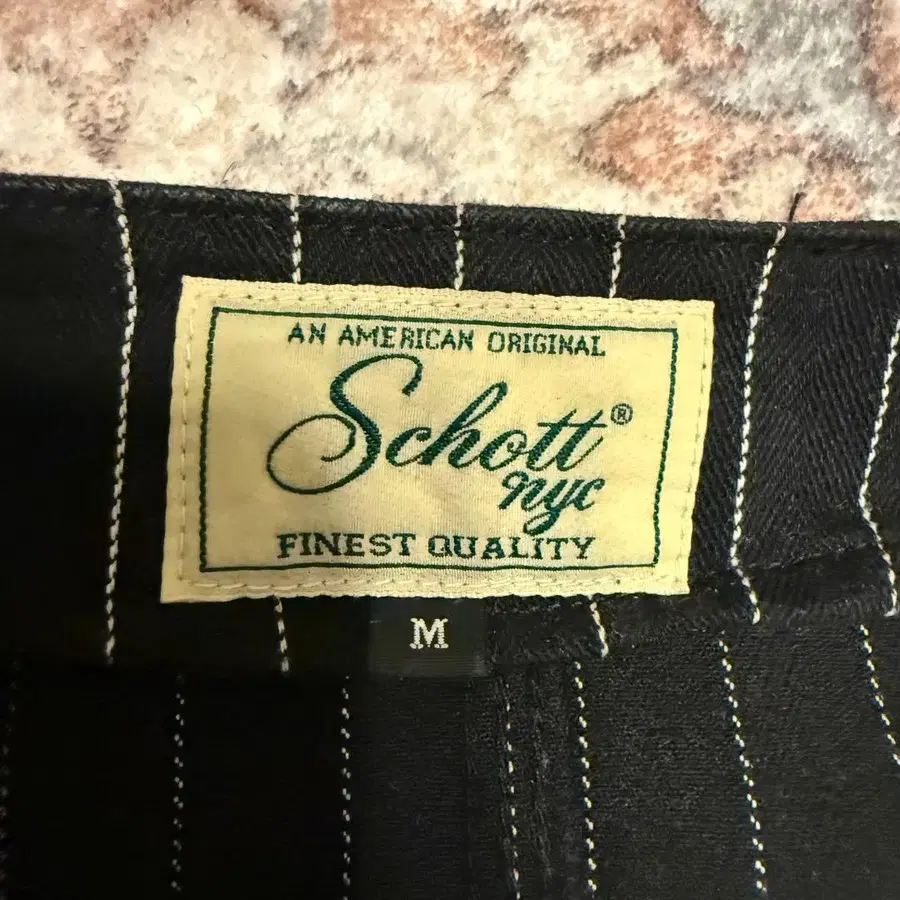 AN AMERICAN ORIGINAL
Schott®
nyc
FINEST QUALITY
M